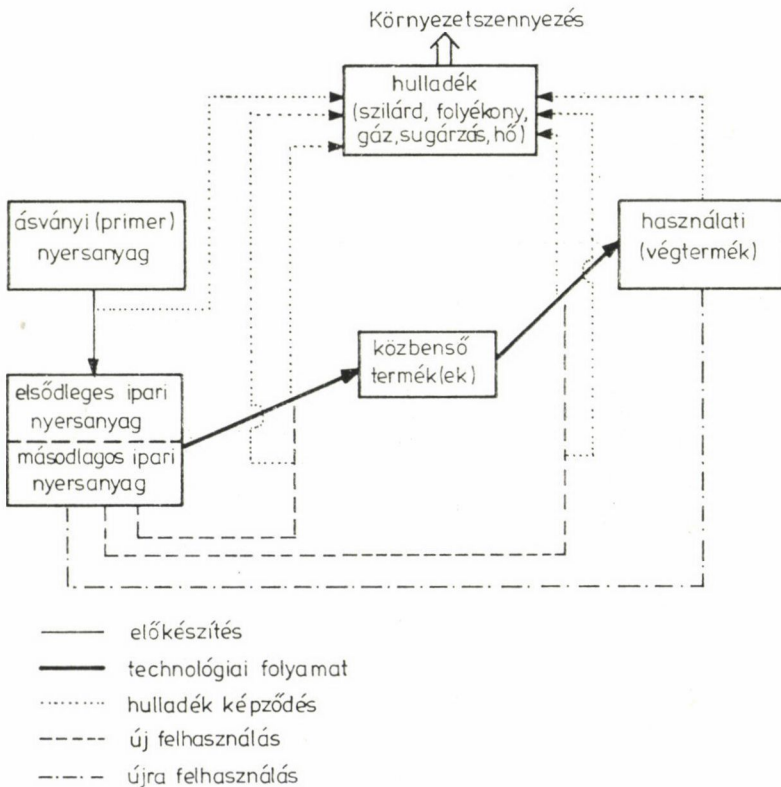 Környezetszennyezés
hulladék
(szilárd, folyékony,
gáz, sugárzás, hő)
ásványi (primer)
nyersanyag
használati
(végtermék)
közbenső
termék(ek)
elsődleges ipari
nyersanyag
másodlagos ipari
nyersanyag
előkészítés
technológiai folyamat
hulladék képződés
új felhasználás
újra felhasználás